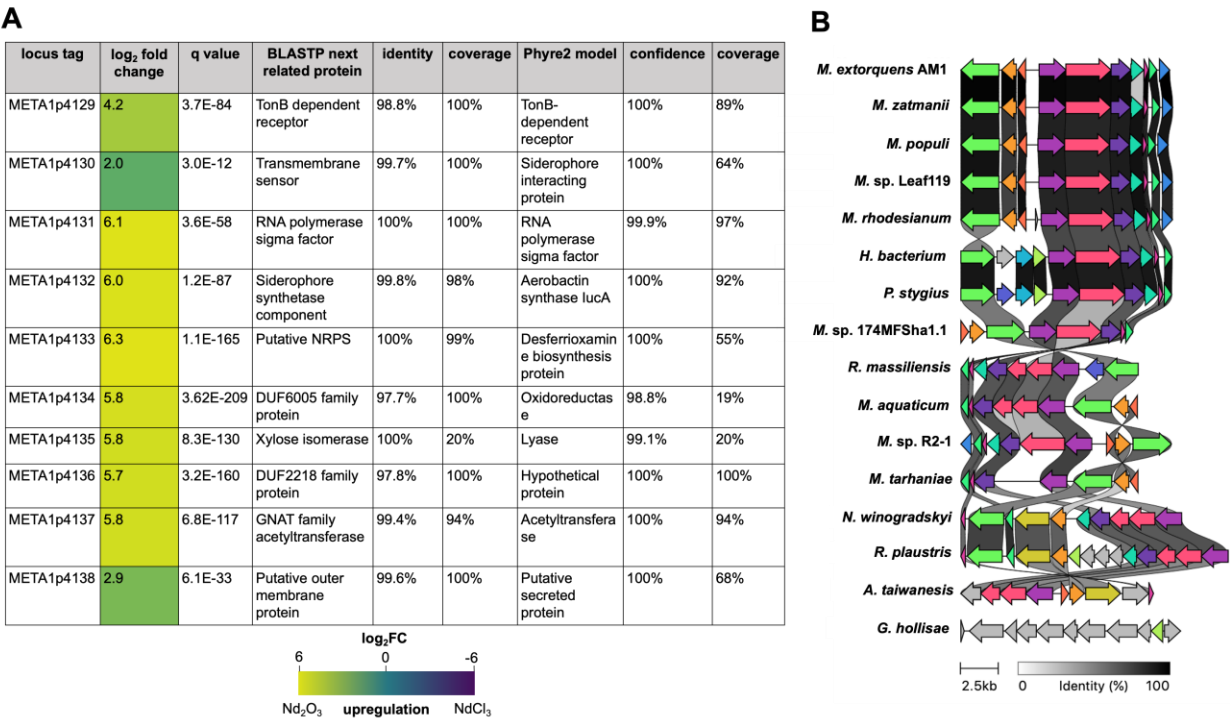 A
locus tag
log2 fold
change
q value
BLASTP next
related protein
identity
coverage
Phyre2 model
confidence
coverage
META1p4129
4.2
3.7E-84
TonB dependent
receptor
98.8%
100%
TonB-
dependent
receptor
100%
89%
META1p4130
2.0
3.0E-12
Transmembrane
sensor
99.7%
100%
Siderophore
interacting
protein
100%
64%
META1p4131
6.1
3.6E-58
RNA polymerase
sigma factor
100%
100%
RNA
polymerase
sigma factor
99.9%
97%
META1p4132
6.0
1.2E-87
Siderophore
synthetase
component
99.8%
98%
Aerobactin
synthase IucA
100%
92%
META1p4133
6.3
1.1E-165
Putative NRPS
100%
99%
Desferrioxamin
e biosynthesis
protein
100%
55%
META1p4134
5.8
3.62E-209
DUF6005 family
protein
97.7%
100%
Oxidoreductas
e
98.8%
19%
META1p4135
5.8
8.3E-130
Xylose isomerase
100%
20%
Lyase
99.1%
20%
META1p4136
5.7
3.2E-160
DUF2218 family
protein
97.8%
100%
Hypothetical
protein
100%
100%
META1p4137
5.8
6.8E-117
GNAT family
acetyltransferase
99.4%
94%
Acetyltransfera
se
100%
94%
META1p4138
2.9
6.1E-33
Putative outer
membrane
protein
99.6%
100%
Putative
secreted
protein
100%
68%
log2FC
6 0 -6
Nd2O3 upregulation NdCl3
B
M. extorquens AM1
M. zatmanii
M. populi
M. sp. Leaf119
M. rhodesianum
H. bacterium
P. stygius
M. sp. 174MFSha1.1
R. massiliensis
M. aquaticum
M. sp. R2-1
M. tarhaniae
N. winogradskyi
R. plaustris
A. taiwanesis
G. hollisae
2.5kb
0 Identity (%) 100